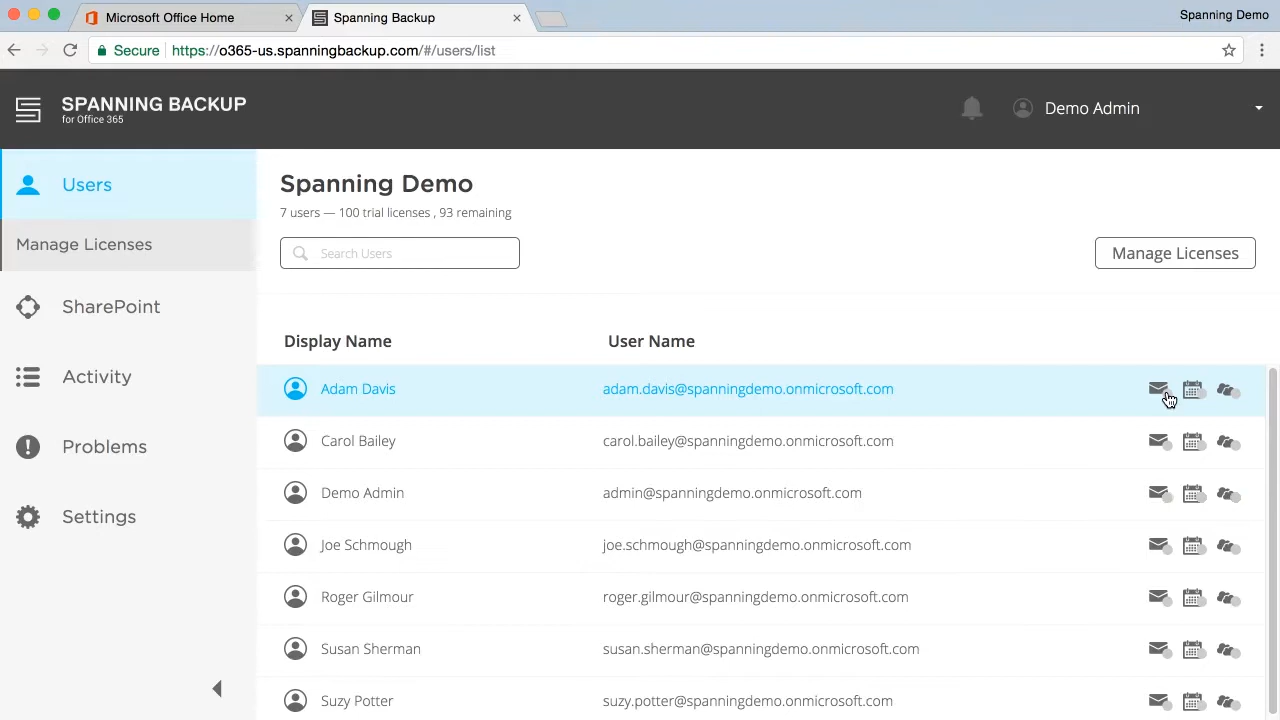 Microsoft Office Home
Spanning Backup
Spanning Demo
Secure
https://o365-us.spanningbackup.com/#/users/list
SPANNING BACKUP
for Office 365
Demo Admin
Users
Manage Licenses
SharePoint
Activity
Problems
Settings
Spanning Demo
7 users — 100 trial licenses , 93 remaining
Search Users
Manage Licenses
Display Name User Name
Adam Davis adam.davis@spanningdemo.onmicrosoft.com
Carol Bailey carol.bailey@spanningdemo.onmicrosoft.com
Demo Admin admin@spanningdemo.onmicrosoft.com
Joe Schmough joe.schmough@spanningdemo.onmicrosoft.com
Roger Gilmour roger.gilmour@spanningdemo.onmicrosoft.com
Susan Sherman susan.sherman@spanningdemo.onmicrosoft.com
Suzy Potter suzy.potter@spanningdemo.onmicrosoft.com